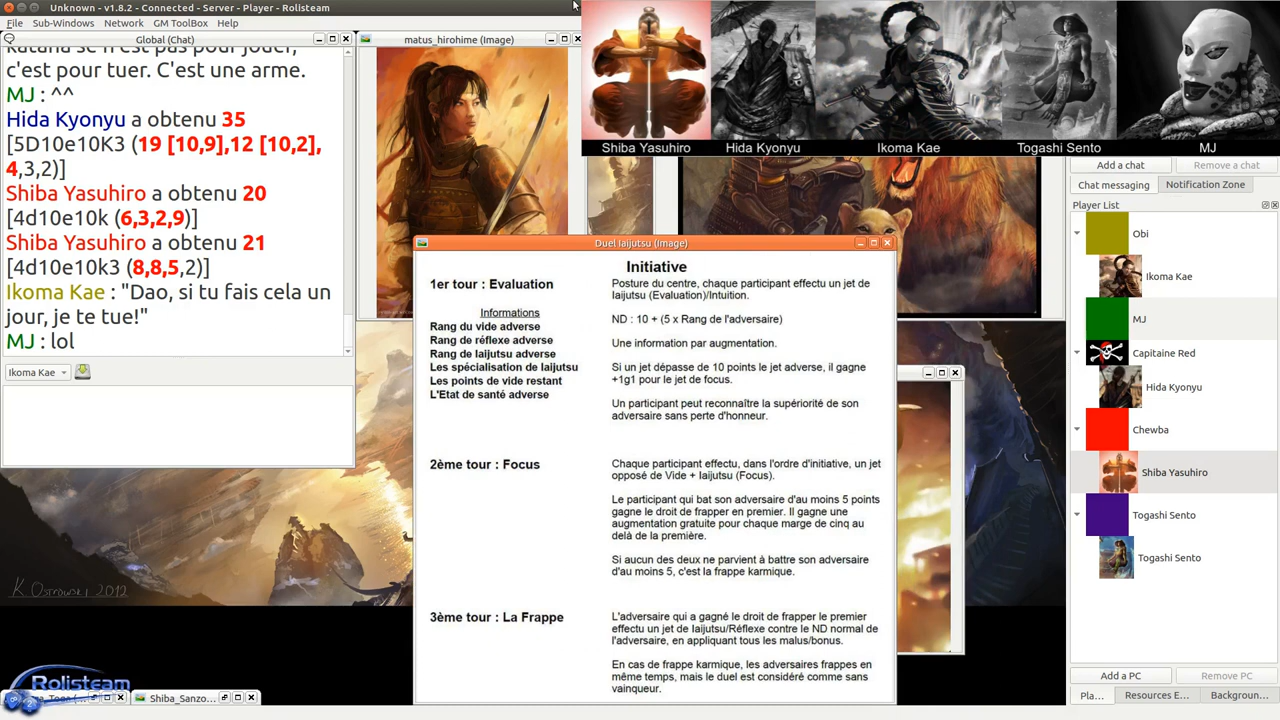 Unknown - v1.8.2 - Connected - Server - Player - Rolisteam
File Sub-Windows Network GM ToolBox Help
Global (Chat)
katana se n'est pas pour jouer,
c'est pour tuer. C'est une arme.
MJ : ^^
Hida Kyonyu a obtenu 35
[5D10e10K3 (19 [10,9],12 [10,2],
4,3,2)]
Shiba Yasuhiro a obtenu 20
[4d10e10k (6,3,2,9)]
Shiba Yasuhiro a obtenu 21
[4d10e10k3 (8,8,5,2)]
Ikoma Kae : "Dao, si tu fais cela un
jour, je te tue!"
MJ : lol
Ikoma Kae
matus_hirohime (Image)
Shiba Yasuhiro
Hida Kyonyu
Ikoma Kae
Togashi Sento
MJ
Duel Iaijutsu (Image)
Initiative
1er tour : Evaluation
Informations
Rang du vide adverse
Rang de réflexe adverse
Rang de Iaijutsu adverse
Les spécialisation de Iaijutsu
Les points de vide restant
L'Etat de santé adverse
Posture du centre, chaque participant effectu un jet de
Iaijutsu (Evaluation)/Intuition.
ND : 10 + (5 x Rang de l'adversaire)
Une information par augmentation.
Si un jet dépasse de 10 points le jet adverse, il gagne
+1g1 pour le jet de focus.
Un participant peut reconnaître la supériorité de son
adversaire sans perte d'honneur.
2ème tour : Focus
Chaque participant effectu, dans l'ordre d'initiative, un jet
opposé de Vide + Iaijutsu (Focus).
Le participant qui bat son adversaire d'au moins 5 points
gagne le droit de frapper en premier. Il gagne une
augmentation gratuite pour chaque marge de cinq au
delà de la première.
Si aucun des deux ne parvient à battre son adversaire
d'au moins 5, c'est la frappe karmique.
3ème tour : La Frappe
L'adversaire qui a gagné le droit de frapper le premier
effectu un jet de Iaijutsu/Réflexe contre le ND normal de
l'adversaire, en appliquant tous les malus/bonus.
En cas de frappe karmique, les adversaires frappes en
même temps, mais le duel est considéré comme sans
vainqueur.
Add a chat
Remove a chat
Chat messaging
Notification Zone
Player List
Obi
Ikoma Kae
MJ
Capitaine Red
Hida Kyonyu
Chewba
Shiba Yasuhiro
Togashi Sento
Togashi Sento
Add a PC
Remove PC
Pla...
Resources E...
Backgroun...
K Ostrowski 2012
Rolisteam
Shiba_Sanzo...